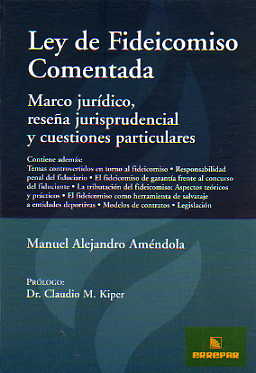 Ley de Fideicomiso
Comentada
Marco jurídico,
reseña jurisprudencial
y cuestiones particulares
Contiene además:
Temas controvertidos en torno al fideicomiso • Responsabilidad
penal del fiduciario • El fideicomiso de garantía frente al concurso
del fiduciante • La tributación del fideicomiso: Aspectos teóricos
y prácticos • El fideicomiso como herramienta de salvataje
a entidades deportivas • Modelos de contratos • Legislación
Manuel Alejandro Améndola
PRÓLOGO:
Dr. Claudio M. Kiper
ERREPAR